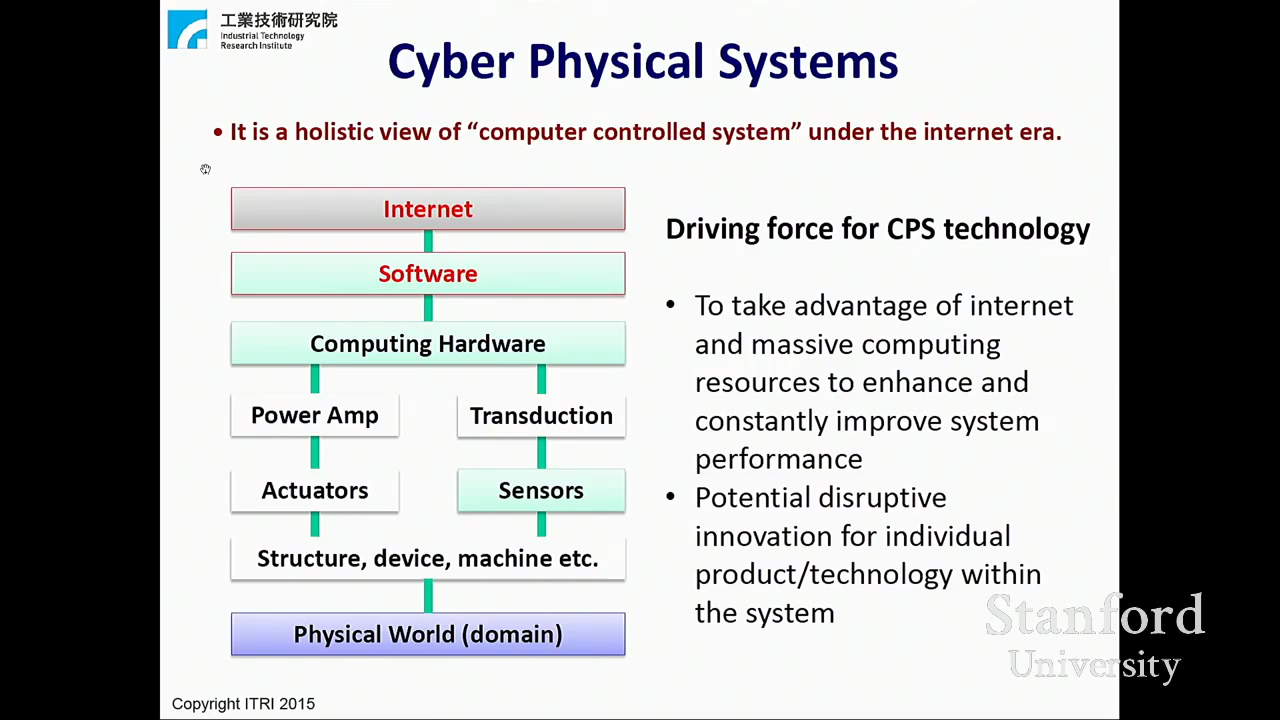 工業技術研究院
Industrial Technology
Research Institute
Cyber Physical Systems
• It is a holistic view of “computer controlled system” under the internet era.
Internet
Software
Computing Hardware
Power Amp
Transduction
Actuators
Sensors
Structure, device, machine etc.
Physical World (domain)
Driving force for CPS technology
• To take advantage of internet
and massive computing
resources to enhance and
constantly improve system
performance
• Potential disruptive
innovation for individual
product/technology within
the system
Stanford
University
Copyright ITRI 2015